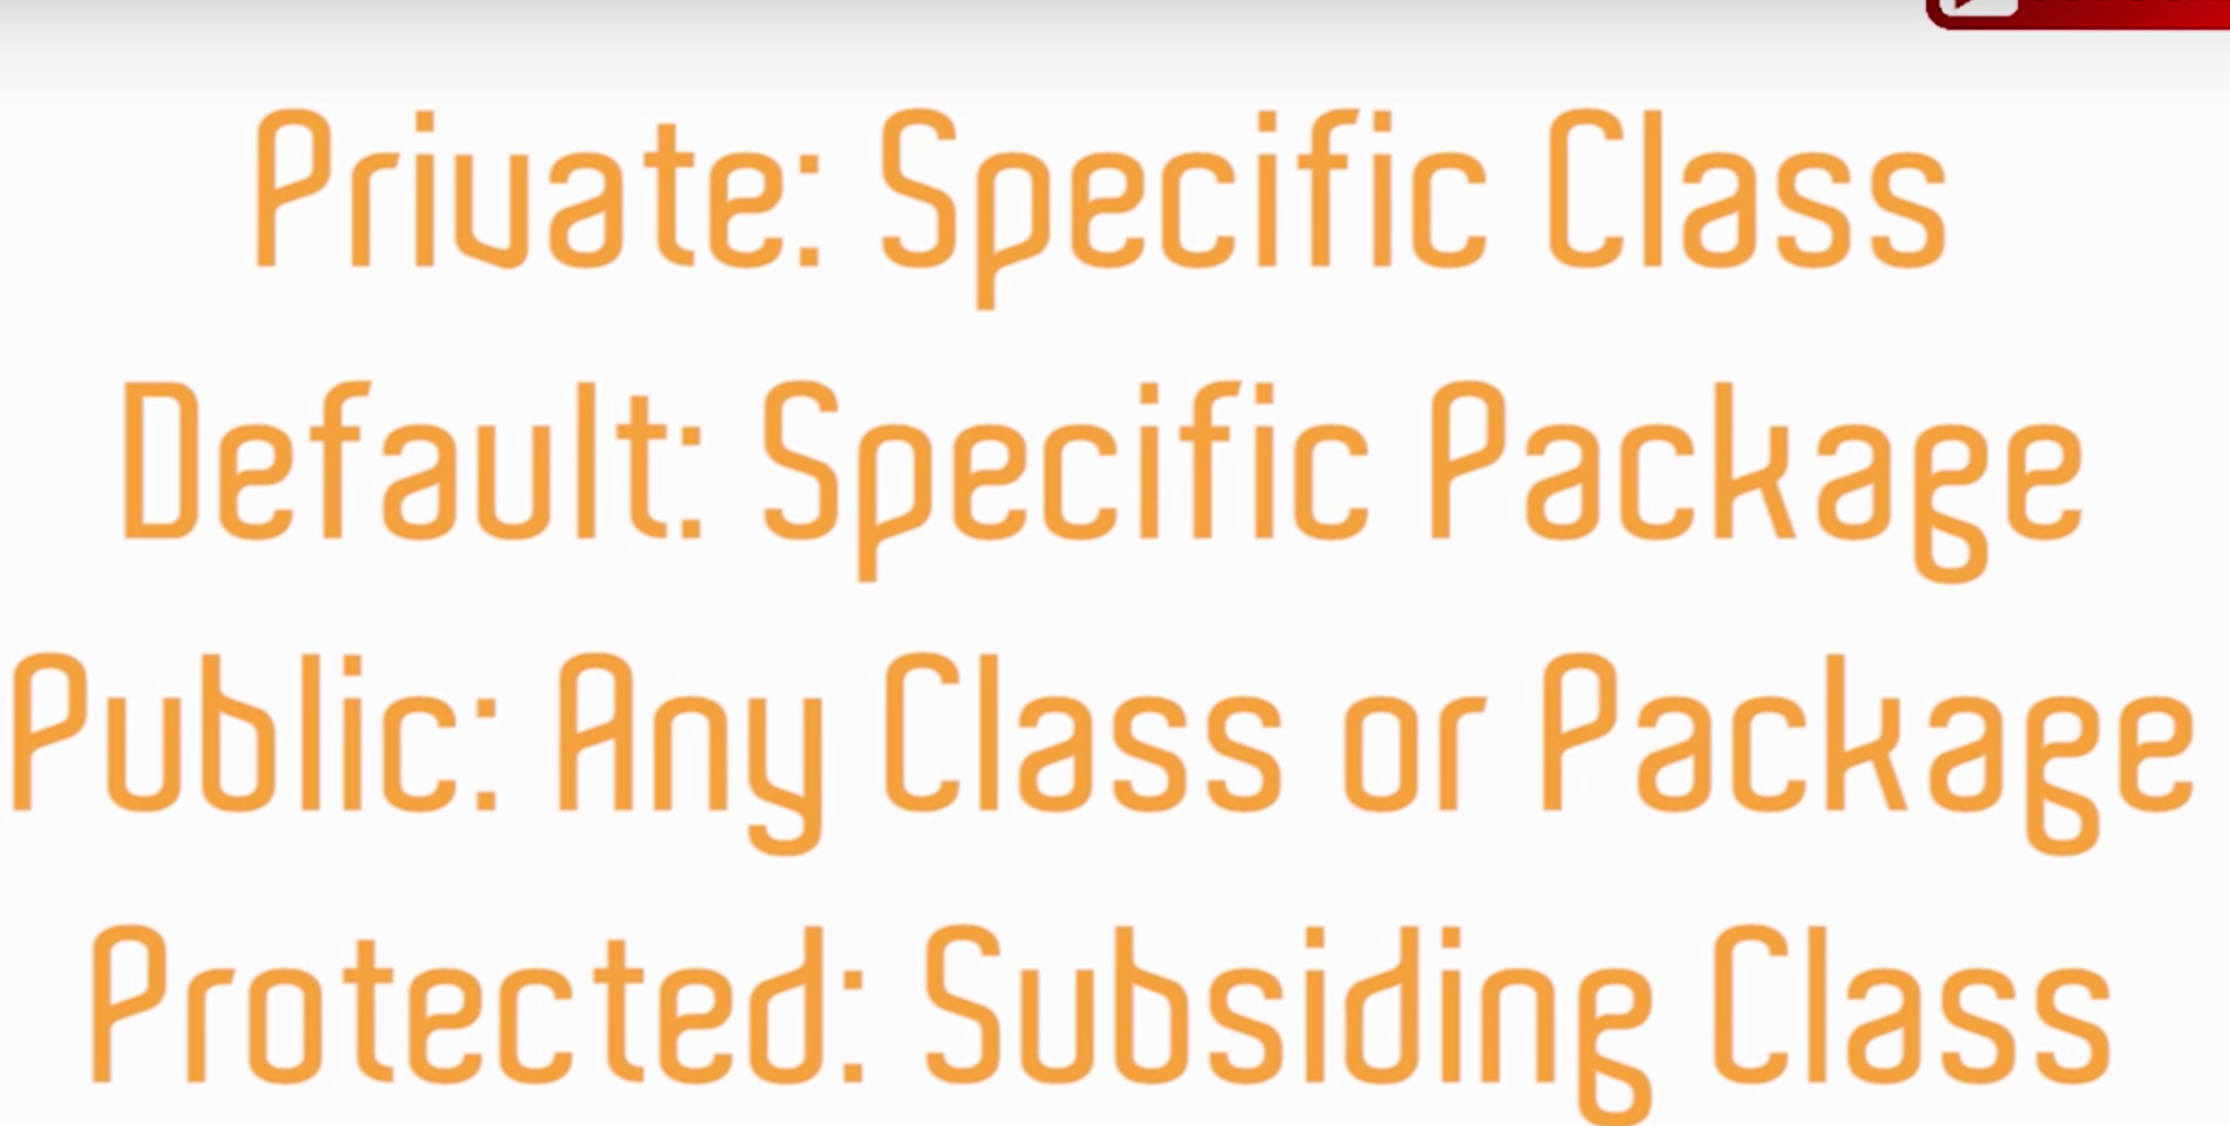 Private: Specific Class
Default: Specific Package
Public: Any Class or Package
Protected: Subsiding Class